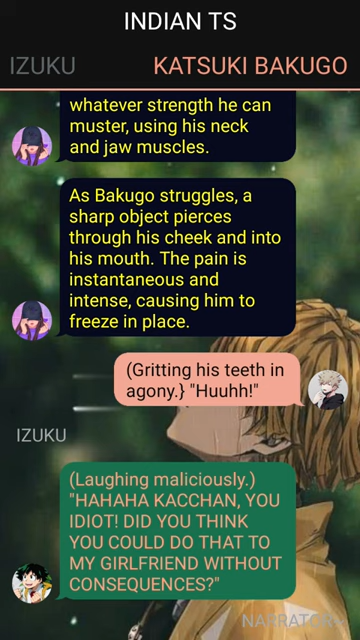 INDIAN TS
IZUKU
KATSUKI BAKUGO
whatever strength he can
muster, using his neck
and jaw muscles.
As Bakugo struggles, a
sharp object pierces
through his cheek and into
his mouth. The pain is
instantaneous and
intense, causing him to
freeze in place.
(Gritting his teeth in
agony.} "Huuhh!"
IZUKU
(Laughing maliciously.)
"HAHAHA KACCHAN, YOU
IDIOT! DID YOU THINK
YOU COULD DO THAT TO
MY GIRLFRIEND WITHOUT
CONSEQUENCES?"
NARRATOR~